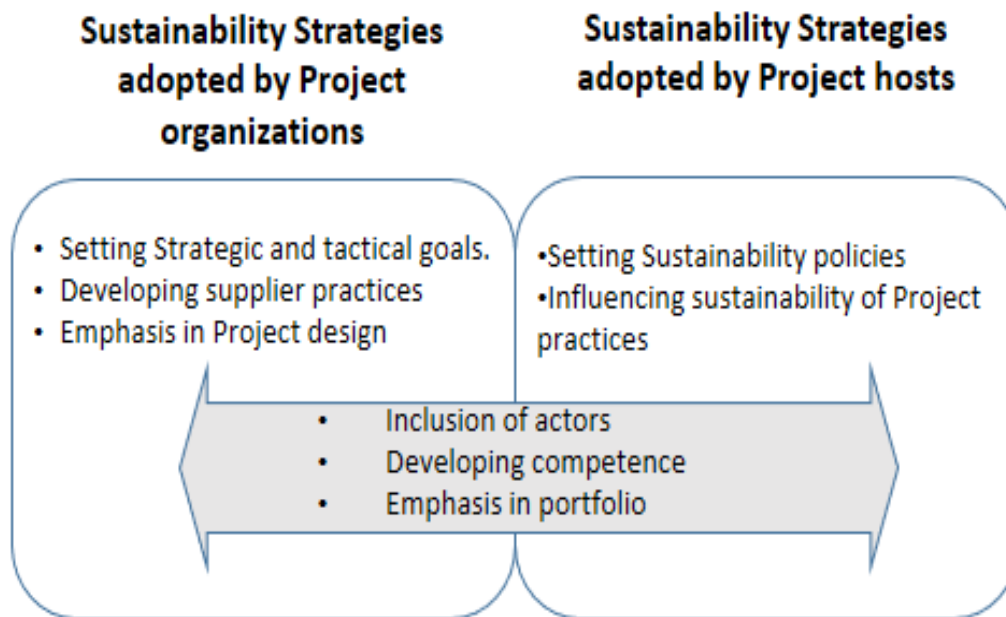 Sustainability Strategies
adopted by Project
organizations
Sustainability Strategies
adopted by Project hosts
• Setting Strategic and tactical goals.
• Developing supplier practices
• Emphasis in Project design
•Setting Sustainability policies
•Influencing sustainability of Project
practices
• Inclusion of actors
• Developing competence
• Emphasis in portfolio